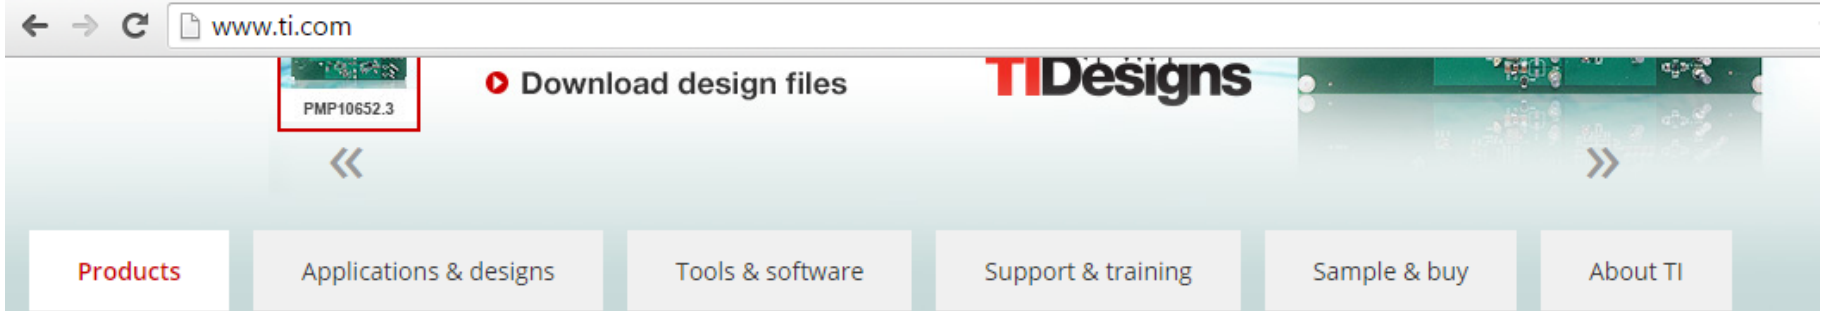 www.ti.com
Download design files
TIDesigns
PMP10652.3
Products
Applications & designs
Tools & software
Support & training
Sample & buy
About TI